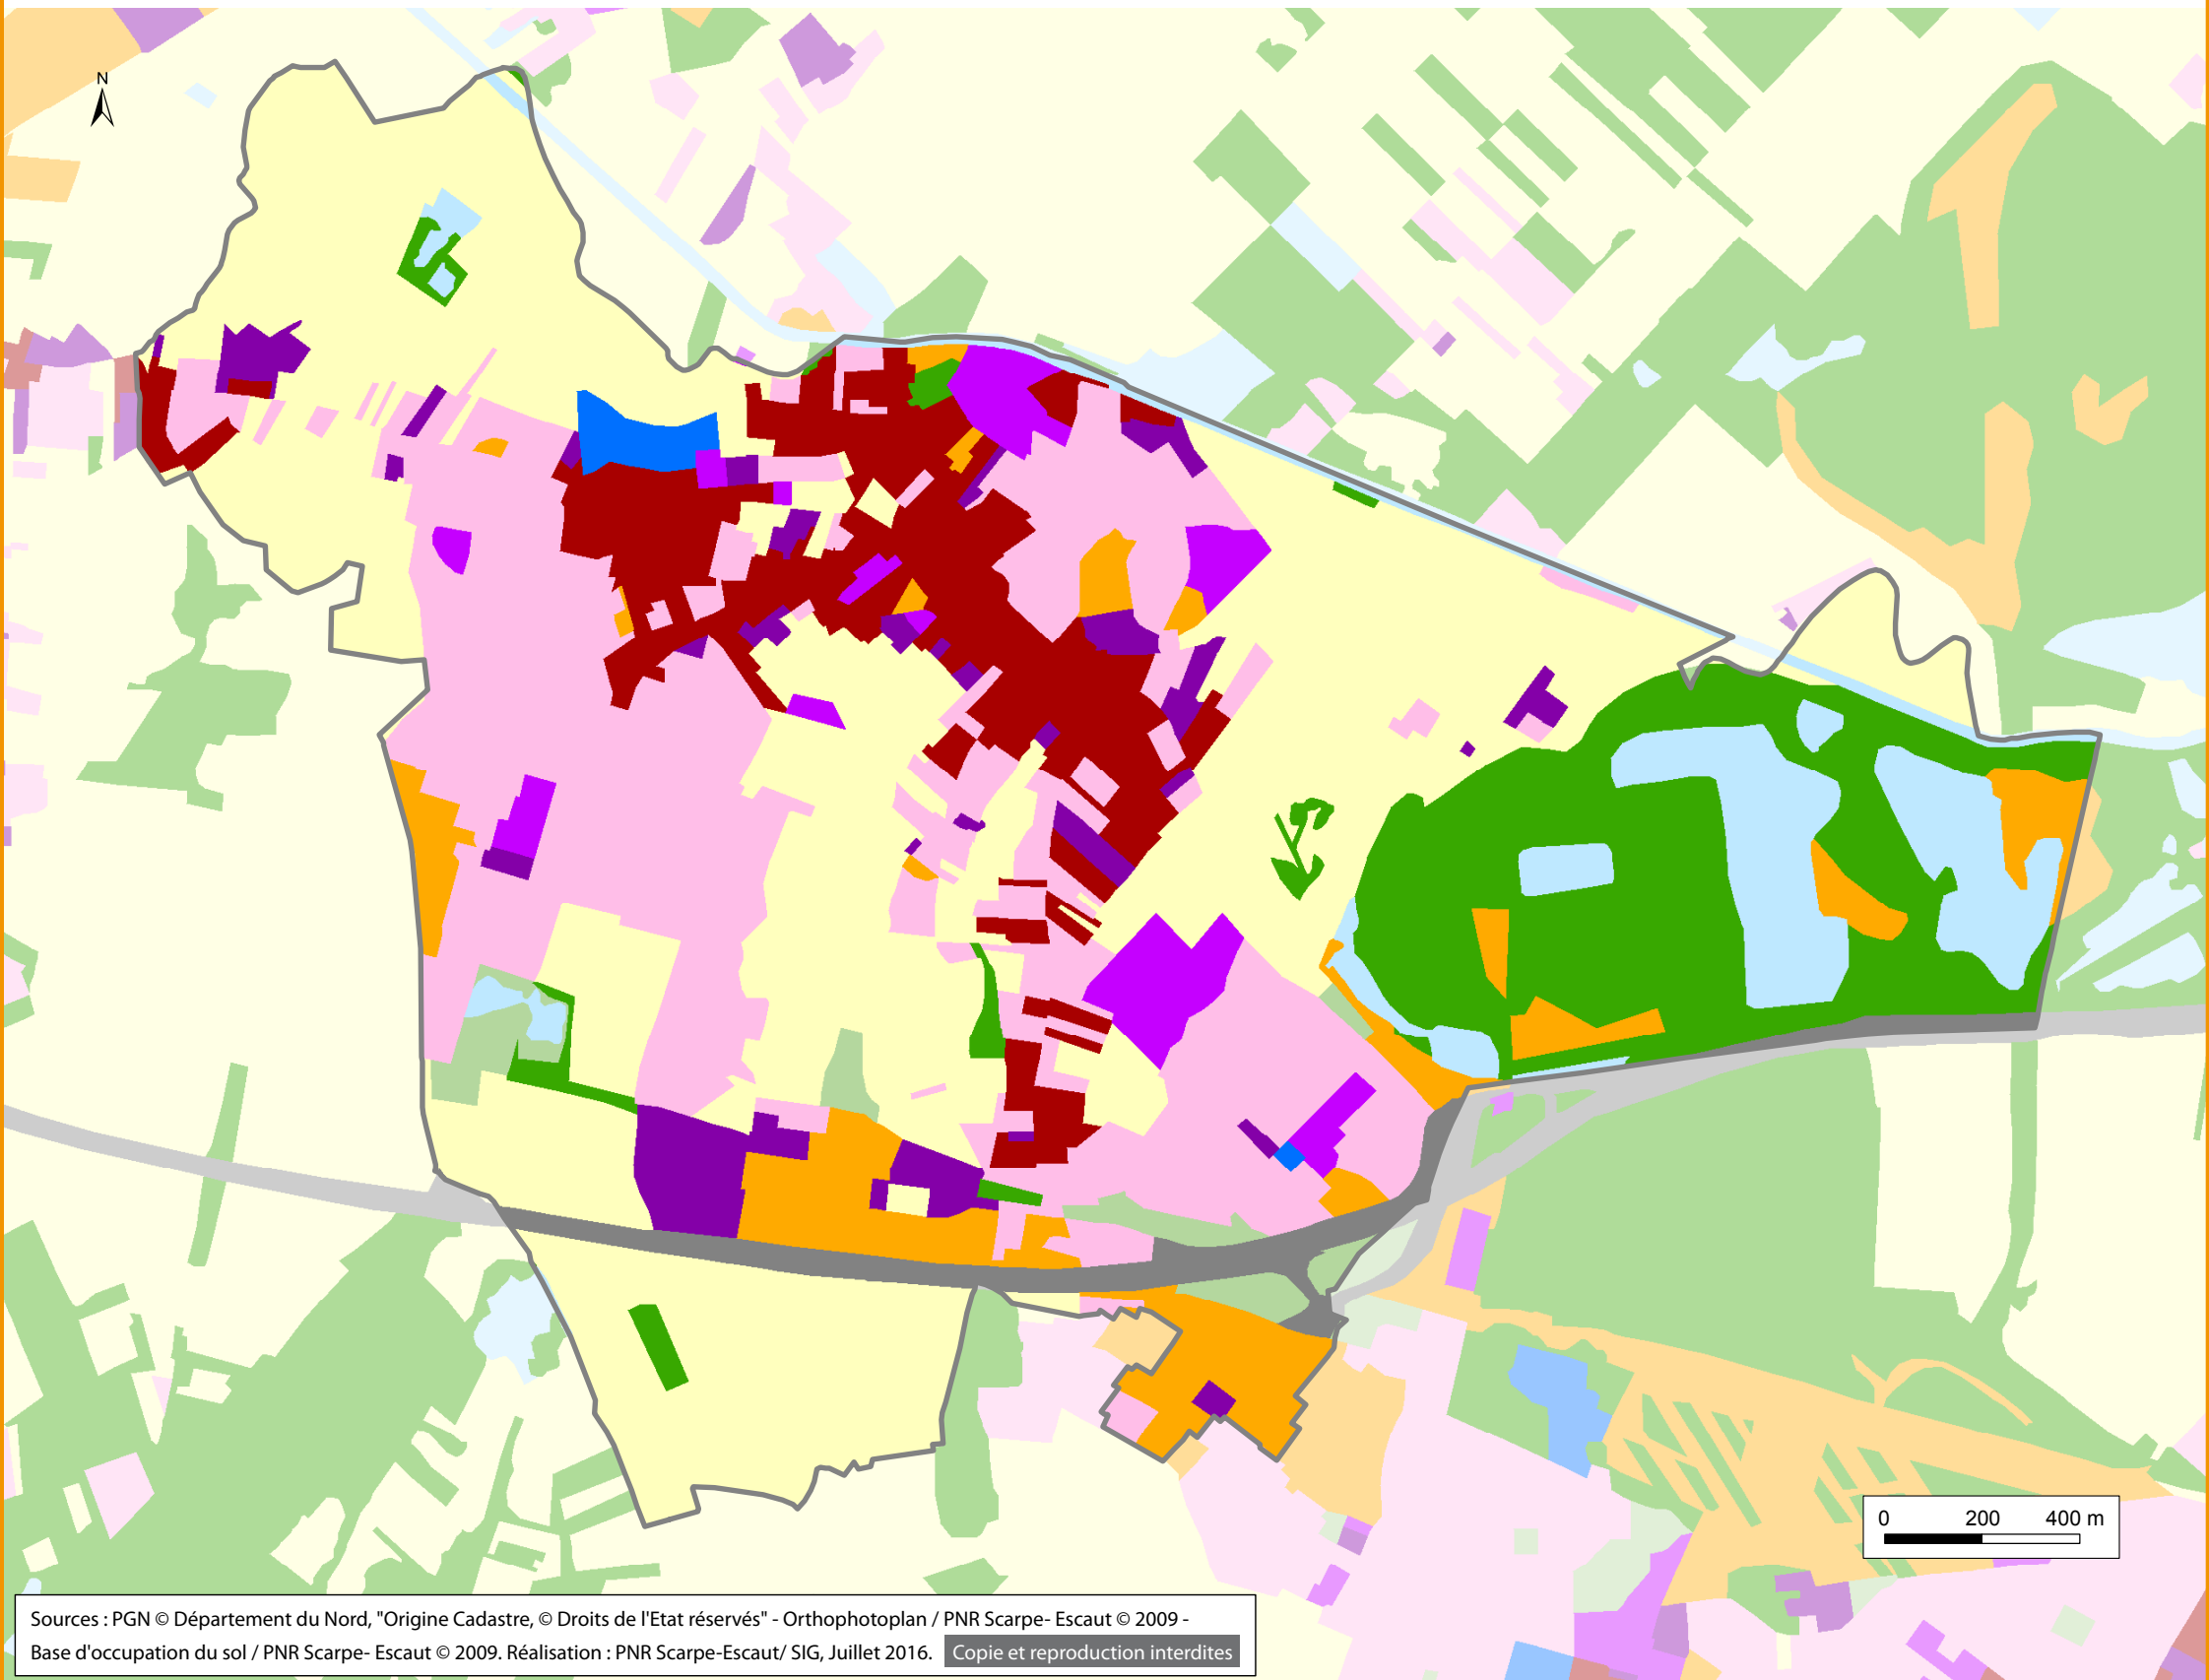 N
0 200 400 m
Sources : PGN © Département du Nord, "Origine Cadastre, © Droits de l'Etat réservés" - Orthophotoplan / PNR Scarpe- Escaut © 2009 -
Base d'occupation du sol / PNR Scarpe- Escaut © 2009. Réalisation : PNR Scarpe-Escaut/ SIG, Juillet 2016. Copie et reproduction interdites